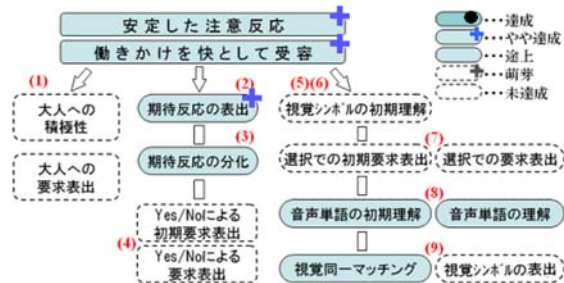 安定した注意反応
働きかけを快として受容
…達成
…やや達成
…途上
…萌芽
…未達成
(1)
(2)
(5)(6)
大人への
積極性
期待反応の表出
視覚シンボルの初期理解
(3)
(7)
大人への
要求表出
期待反応の分化
選択での初期要求表出
選択での要求表出
(8)
Yes/Noによる
初期要求表出
音声単語の初期理解
音声単語の理解
(4)
(9)
Yes/Noによる
要求表出
視覚同一マッチング
視覚シンボルの表出